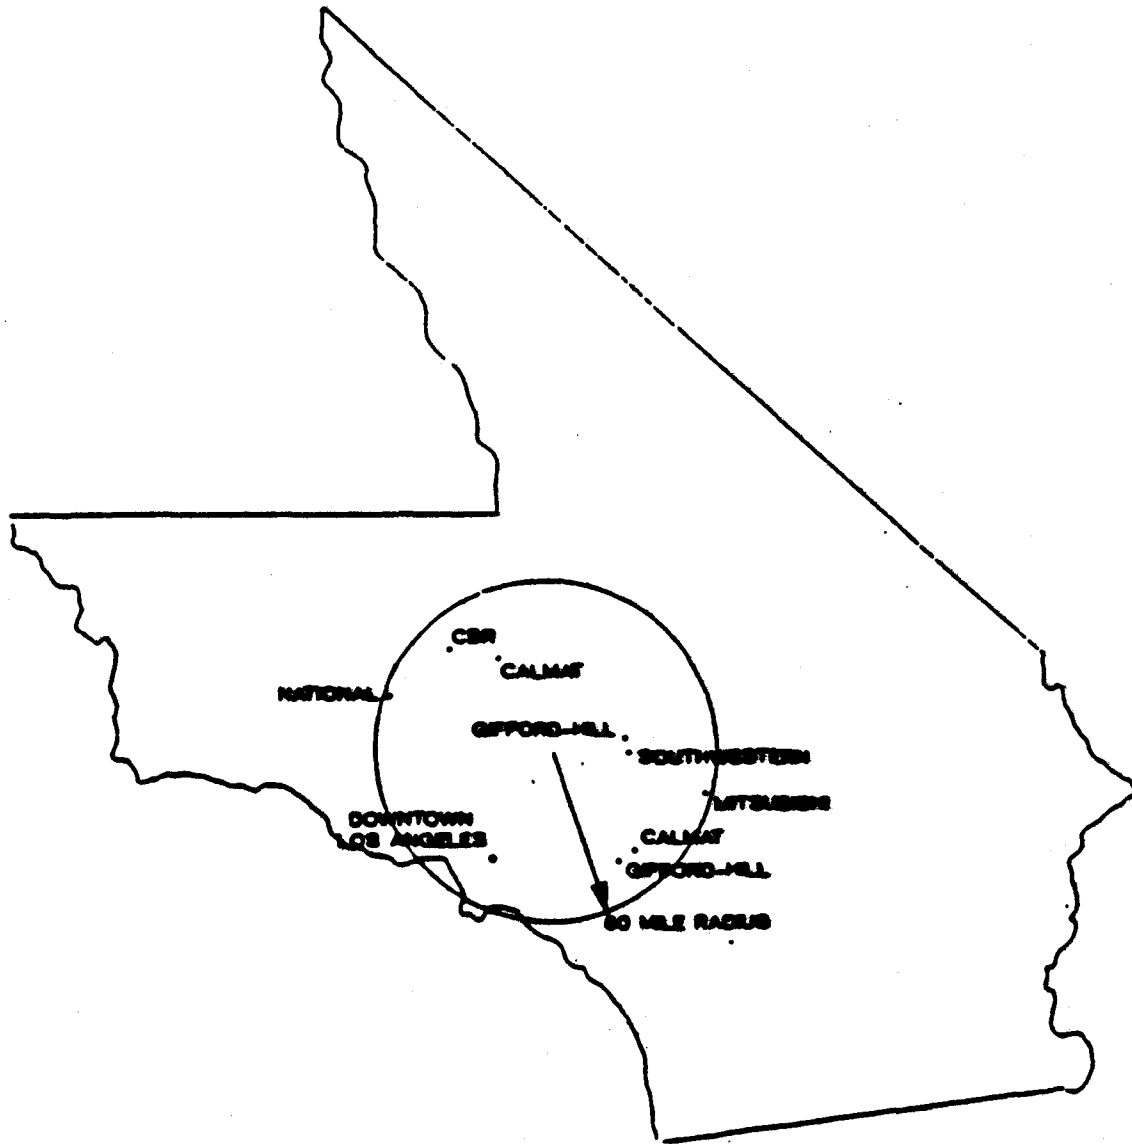 CBR
CALMAT
NATIONAL
GIFFORD-HILL
SOUTHWESTERN
MITSUBISHI
DOWNTOWN
LOS ANGELES
CALMAT
GIFFORD-HILL
MILE RADIUS